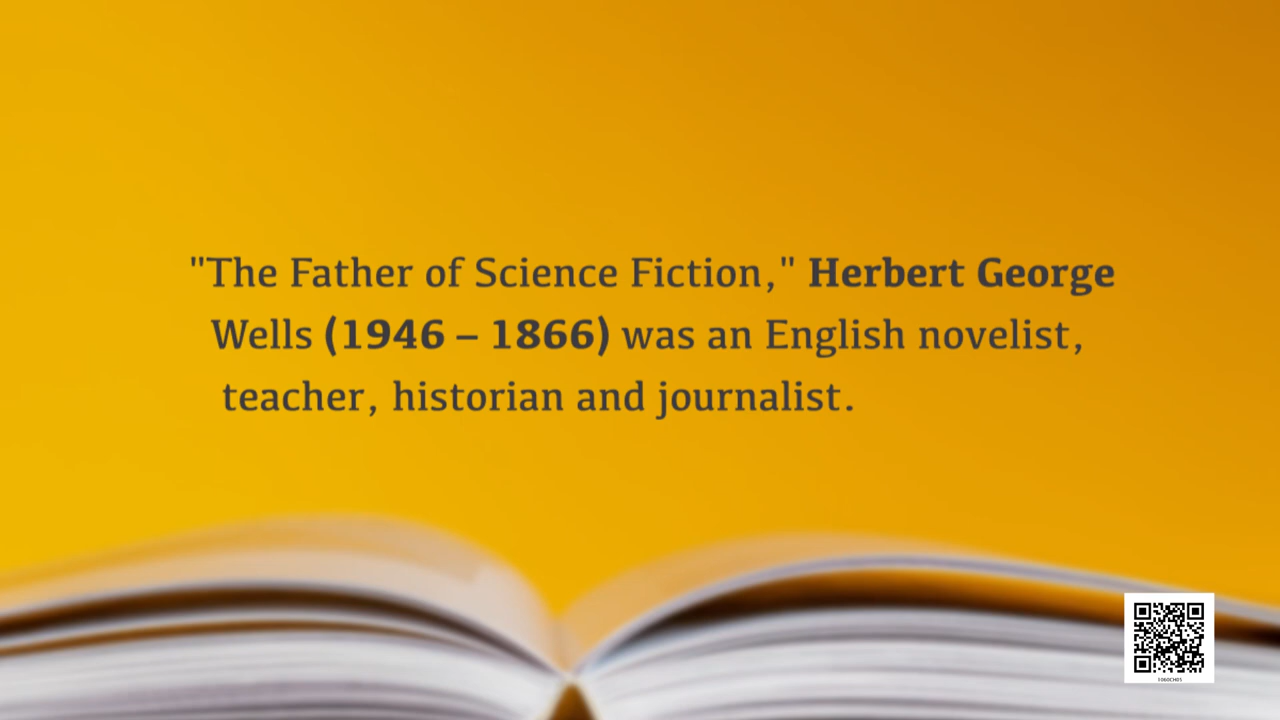 "The Father of Science Fiction," Herbert George
Wells (1946 – 1866) was an English novelist,
teacher, historian and journalist.